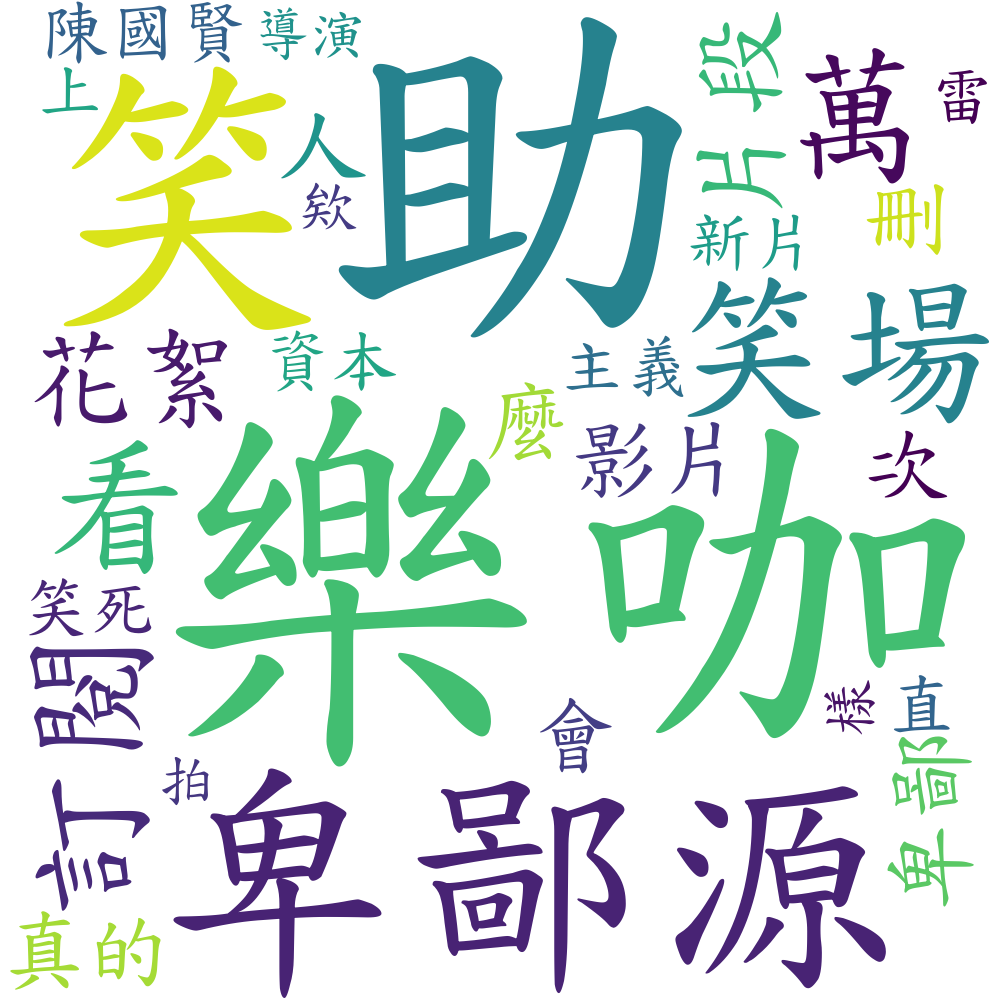 陳國賢
導演
上
笑
助
人
欸
片段
萬
雷
新片
刪
笑場
花絮
資本
主義
麼
影片
次
看
樂咖
笑死
訂閱
樣
直
會
拍
卑鄙源
卑鄙
真的